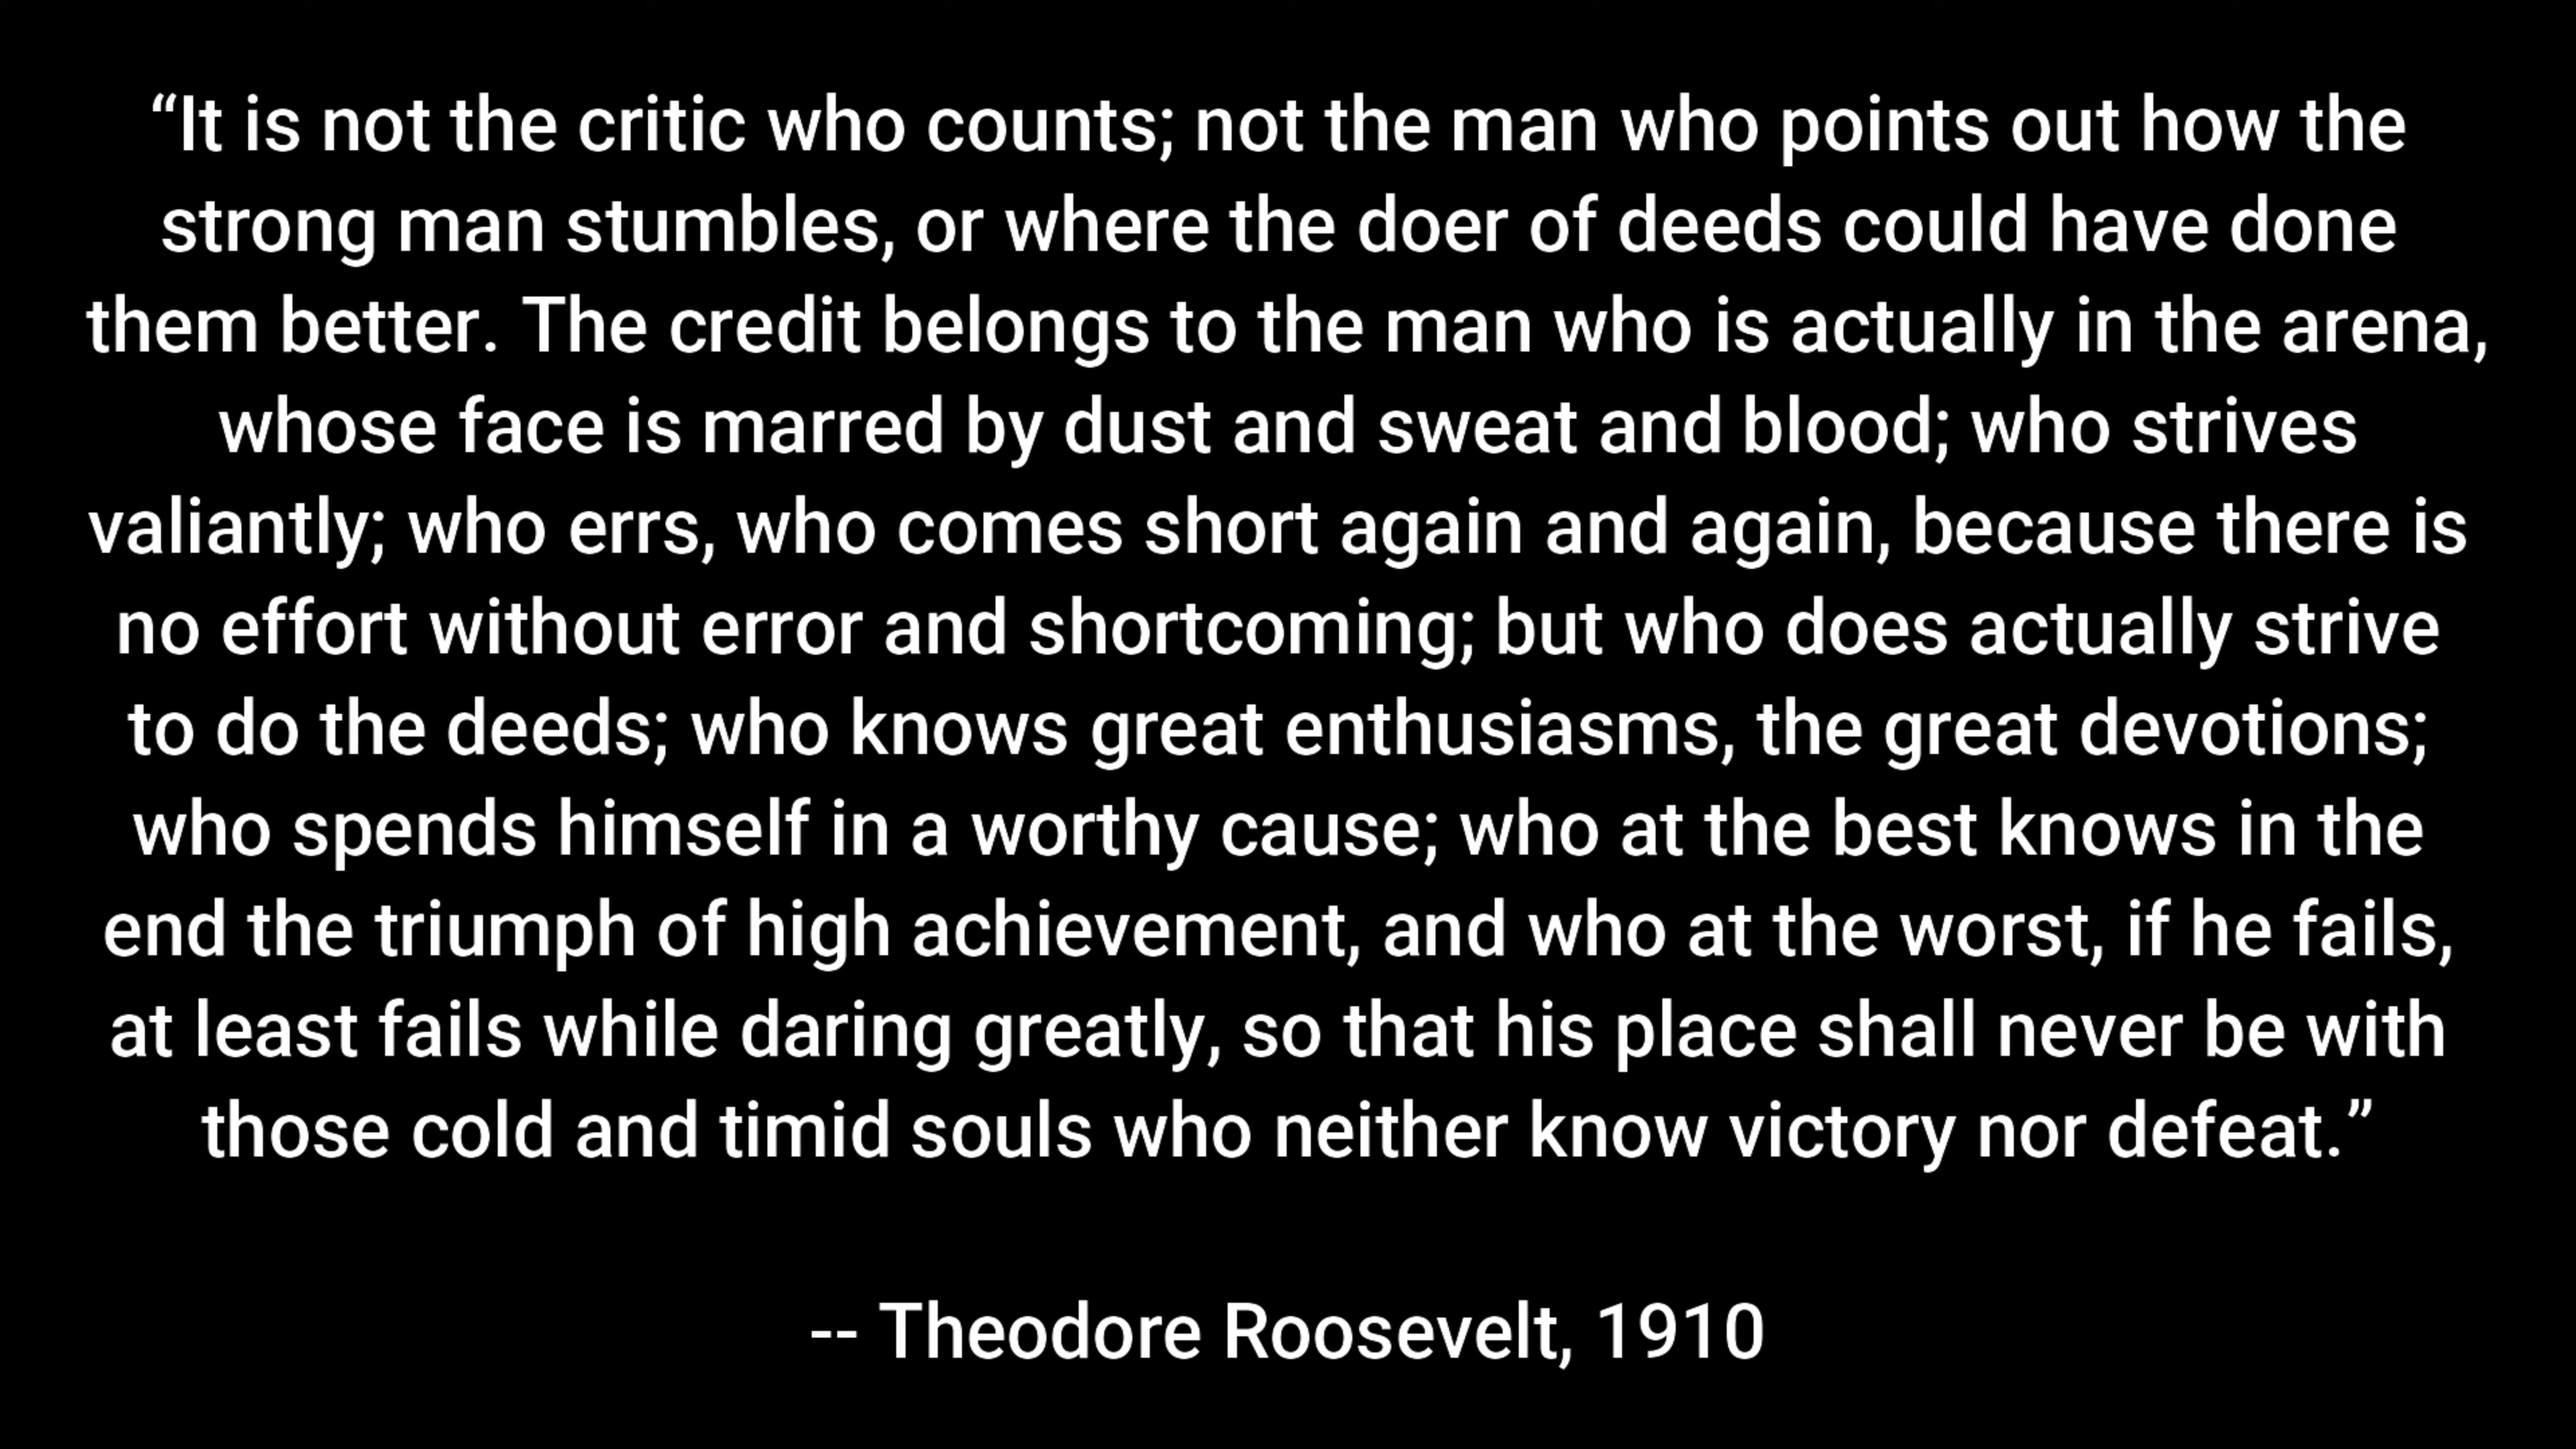 “It is not the critic who counts; not the man who points out how the
strong man stumbles, or where the doer of deeds could have done
them better. The credit belongs to the man who is actually in the arena,
whose face is marred by dust and sweat and blood; who strives
valiantly; who errs, who comes short again and again, because there is
no effort without error and shortcoming; but who does actually strive
to do the deeds; who knows great enthusiasms, the great devotions;
who spends himself in a worthy cause; who at the best knows in the
end the triumph of high achievement, and who at the worst, if he fails,
at least fails while daring greatly, so that his place shall never be with
those cold and timid souls who neither know victory nor defeat.”
-- Theodore Roosevelt, 1910